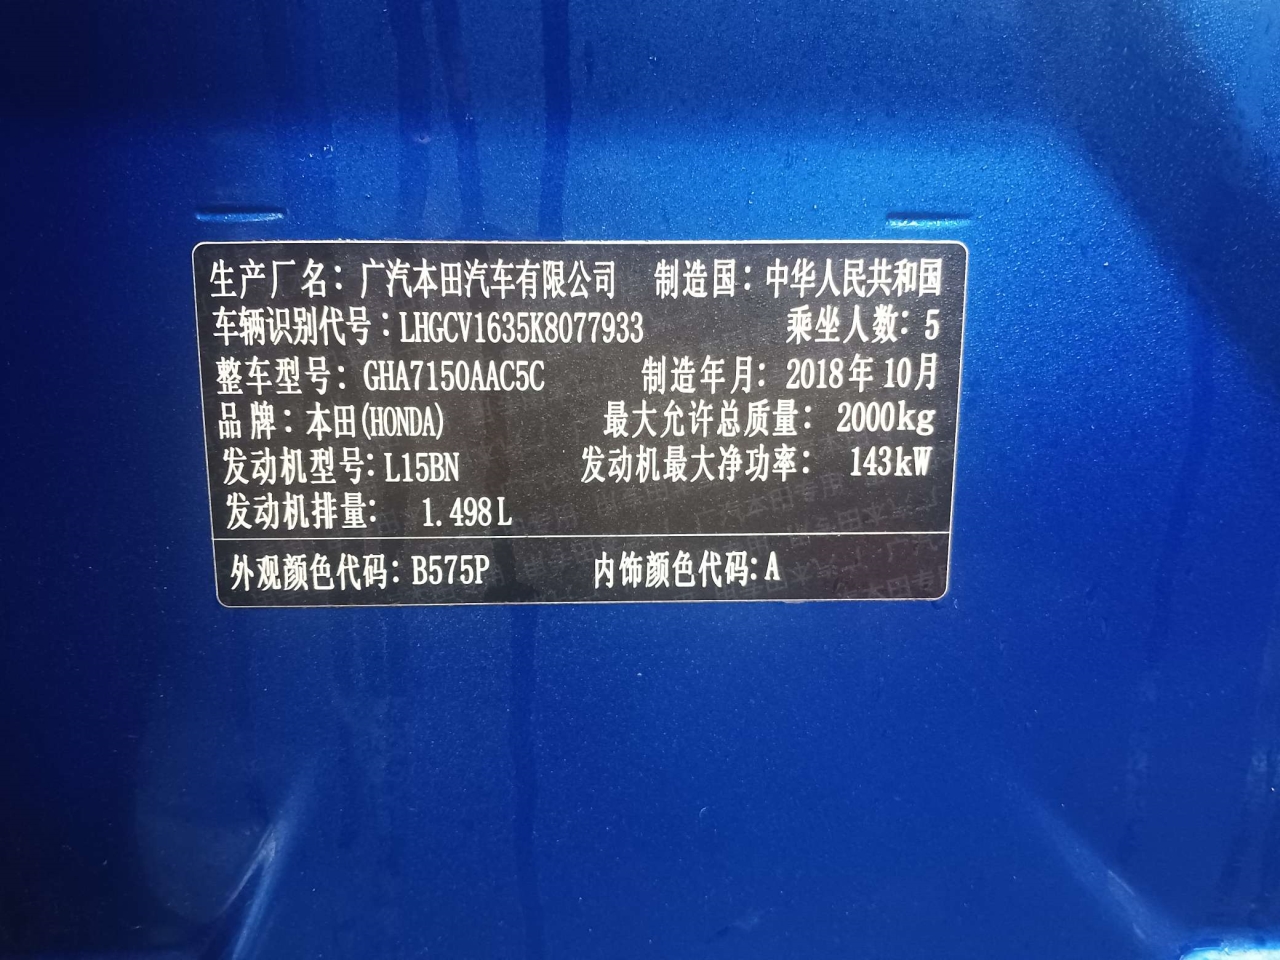 生产厂名：广汽本田汽车有限公司 制造国：中华人民共和国
车辆识别代号：LHGCV1635K8077933 乘坐人数：5
整车型号：GHA7150AAC5C 制造年月：2018年10月
品牌：本田(HONDA) 最大允许总质量：2000kg
发动机型号：L15BN 发动机最大净功率：143kW
发动机排量：1.498L
外观颜色代码：B575P 内饰颜色代码：A